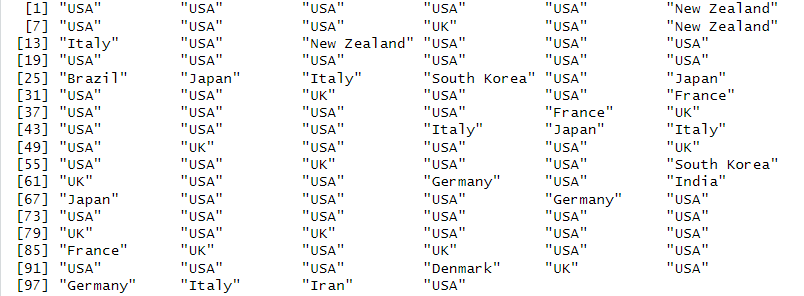 [1] "USA" "USA" "USA" "USA" "USA" "New Zealand"
[7] "USA" "USA" "USA" "UK" "USA" "New Zealand"
[13] "Italy" "USA" "New Zealand" "USA" "USA" "USA"
[19] "USA" "USA" "USA" "USA" "USA" "USA"
[25] "Brazil" "Japan" "Italy" "South Korea" "USA" "Japan"
[31] "USA" "USA" "UK" "USA" "USA" "France"
[37] "USA" "USA" "USA" "USA" "France" "UK"
[43] "USA" "USA" "USA" "Italy" "Japan" "Italy"
[49] "USA" "UK" "USA" "USA" "USA" "UK"
[55] "USA" "USA" "UK" "USA" "USA" "South Korea"
[61] "UK" "USA" "USA" "Germany" "USA" "India"
[67] "Japan" "USA" "USA" "USA" "Germany" "USA"
[73] "USA" "USA" "USA" "USA" "USA" "USA"
[79] "UK" "USA" "UK" "USA" "USA" "USA"
[85] "France" "UK" "USA" "UK" "USA" "USA"
[91] "USA" "USA" "USA" "Denmark" "UK" "USA"
[97] "Germany" "Italy" "Iran" "USA"